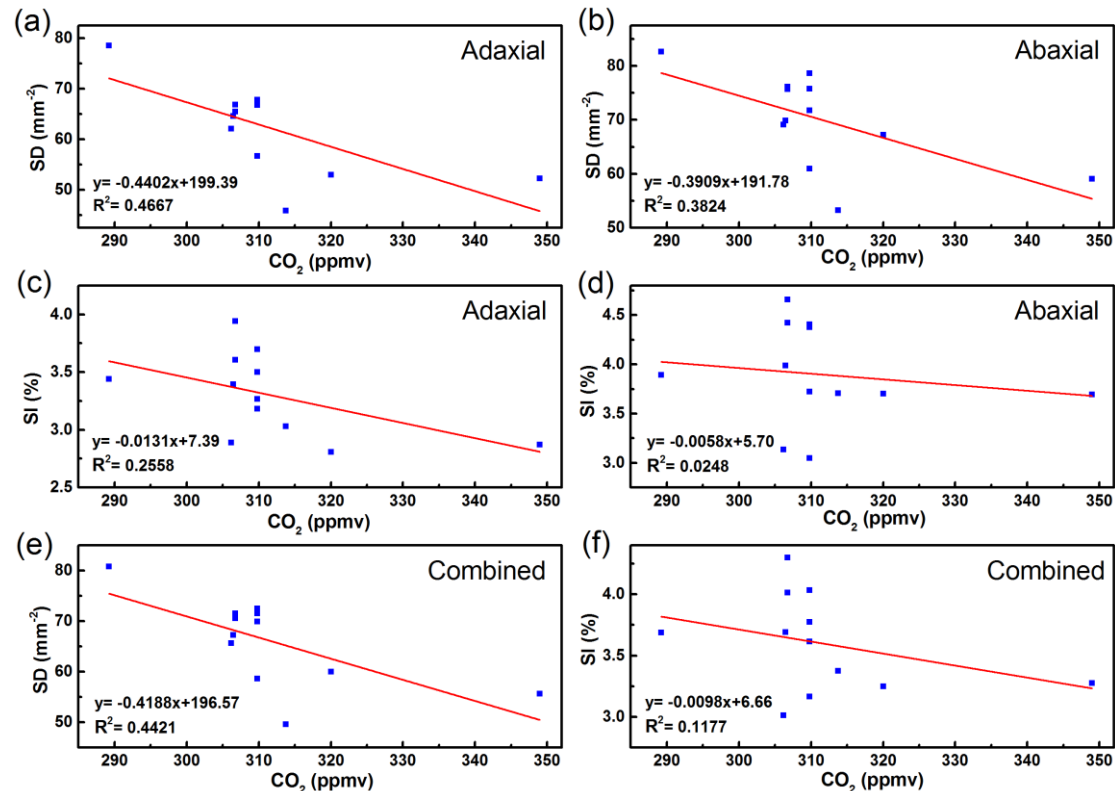 (a)
Adaxial
80
70
60
50
SD (mm⁻²)
y= -0.4402x+199.39
R²= 0.4667
290 300 310 320 330 340 350
CO₂ (ppmv)
(b)
Abaxial
80
70
60
50
SD (mm⁻²)
y= -0.3909x+191.78
R²= 0.3824
290 300 310 320 330 340 350
CO₂ (ppmv)
(c)
Adaxial
4.0
3.5
3.0
2.5
SI (%)
y= -0.0131x+7.39
R²= 0.2558
290 300 310 320 330 340 350
CO₂ (ppmv)
(d)
Abaxial
4.5
4.0
3.5
3.0
SI (%)
y= -0.0058x+5.70
R²= 0.0248
290 300 310 320 330 340 350
CO₂ (ppmv)
(e)
Combined
80
70
60
50
SD (mm⁻²)
y= -0.4188x+196.57
R²= 0.4421
290 300 310 320 330 340 350
CO₂ (ppmv)
(f)
Combined
4.0
3.5
3.0
SI (%)
y= -0.0098x+6.66
R²= 0.1177
290 300 310 320 330 340 350
CO₂ (ppmv)